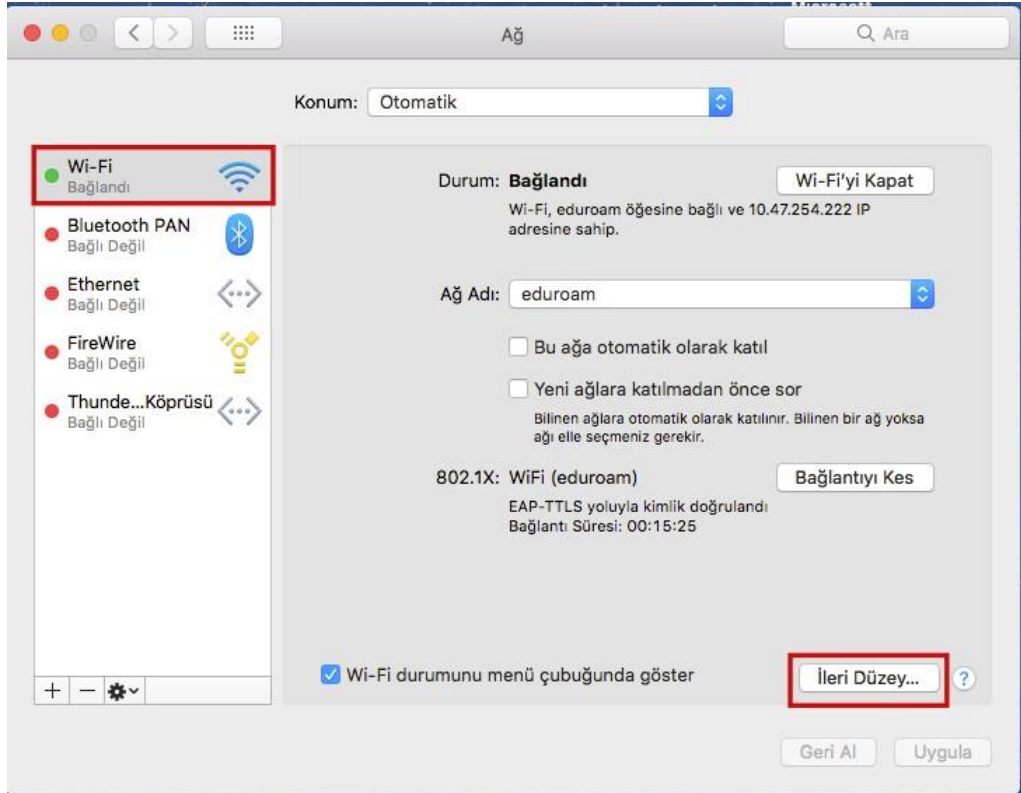 Microsoft
Ağ
Ara
Konum: Otomatik
Wi-Fi
Bağlandı
Bluetooth PAN
Bağlı Değil
Ethernet
Bağlı Değil
FireWire
Bağlı Değil
Thunde...Köprüsü
Bağlı Değil
Durum: Bağlandı
Wi-Fi'yi Kapat
Wi-Fi, eduroam öğesine bağlı ve 10.47.254.222 IP
adresine sahip.
Ağ Adı: eduroam
Bu ağa otomatik olarak katıl
Yeni ağlara katılmadan önce sor
Bilinen ağlara otomatik olarak katılınır. Bilinen bir ağ yoksa
ağı elle seçmeniz gerekir.
802.1X: WiFi (eduroam)
Bağlantıyı Kes
EAP-TTLS yoluyla kimlik doğrulandı
Bağlantı Süresi: 00:15:25
Wi-Fi durumunu menü çubuğunda göster
İleri Düzey...
?
Geri Al
Uygula